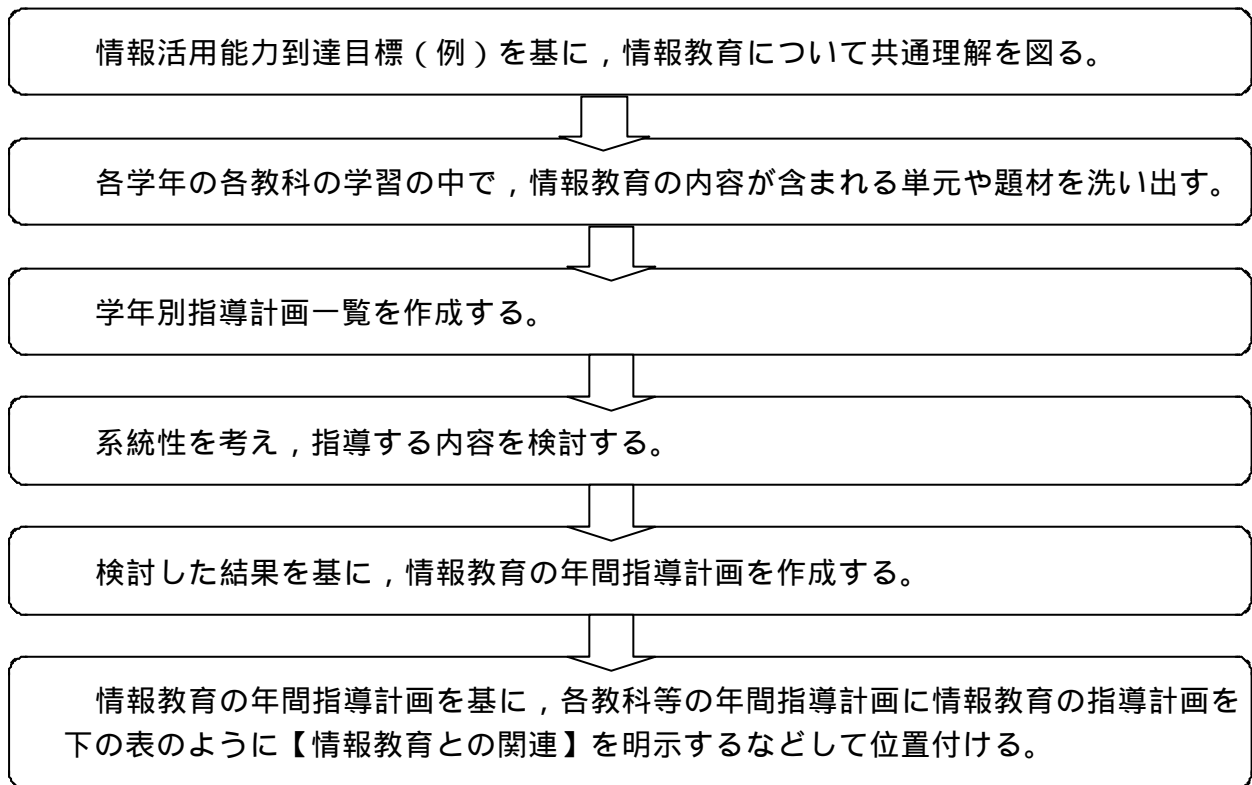 情報活用能力到達目標（例）を基に，情報教育について共通理解を図る。
各学年の各教科の学習の中で，情報教育の内容が含まれる単元や題材を洗い出す。
学年別指導計画一覧を作成する。
系統性を考え，指導する内容を検討する。
検討した結果を基に，情報教育の年間指導計画を作成する。
情報教育の年間指導計画を基に，各教科等の年間指導計画に情報教育の指導計画を
下の表のように【情報教育との関連】を明示するなどして位置付ける。